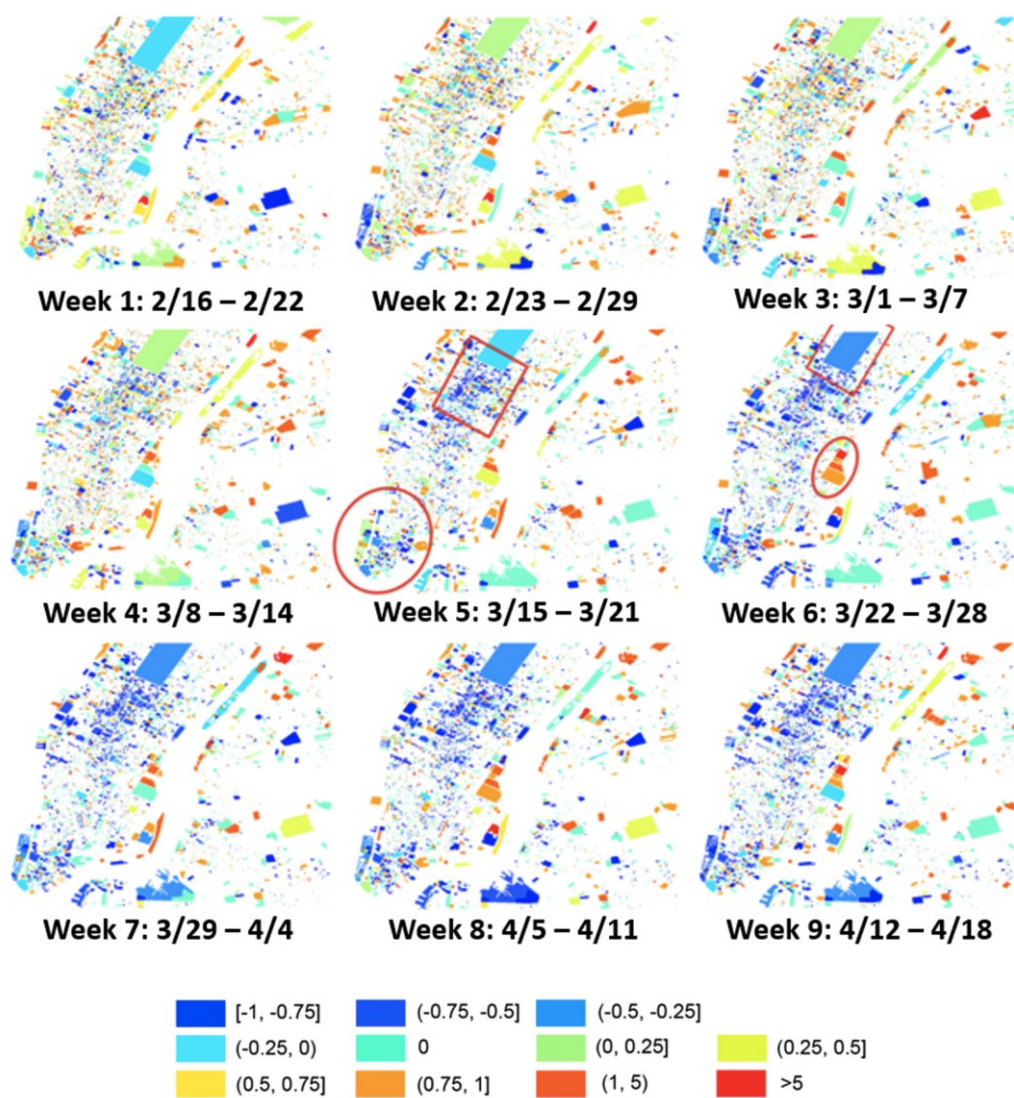 Week 1: 2/16 – 2/22
Week 2: 2/23 – 2/29
Week 3: 3/1 – 3/7
Week 4: 3/8 – 3/14
Week 5: 3/15 – 3/21
Week 6: 3/22 – 3/28
Week 7: 3/29 – 4/4
Week 8: 4/5 – 4/11
Week 9: 4/12 – 4/18
[-1, -0.75]
(-0.75, -0.5]
(-0.5, -0.25]
(-0.25, 0)
0
(0, 0.25]
(0.25, 0.5]
(0.5, 0.75]
(0.75, 1]
(1, 5)
>5